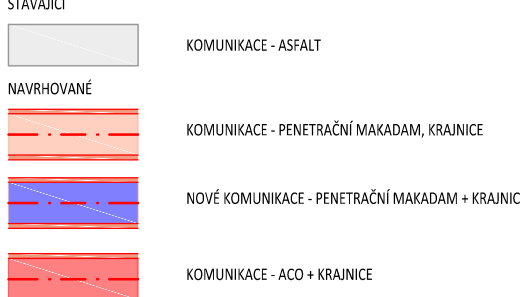 STÁVAJÍCÍ
KOMUNIKACE - ASFALT
NAVRHOVANÉ
KOMUNIKACE - PENETRAČNÍ MAKADAM, KRAJNICE
NOVÉ KOMUNIKACE - PENETRAČNÍ MAKADAM + KRAJNIC
KOMUNIKACE - ACO + KRAJNICE